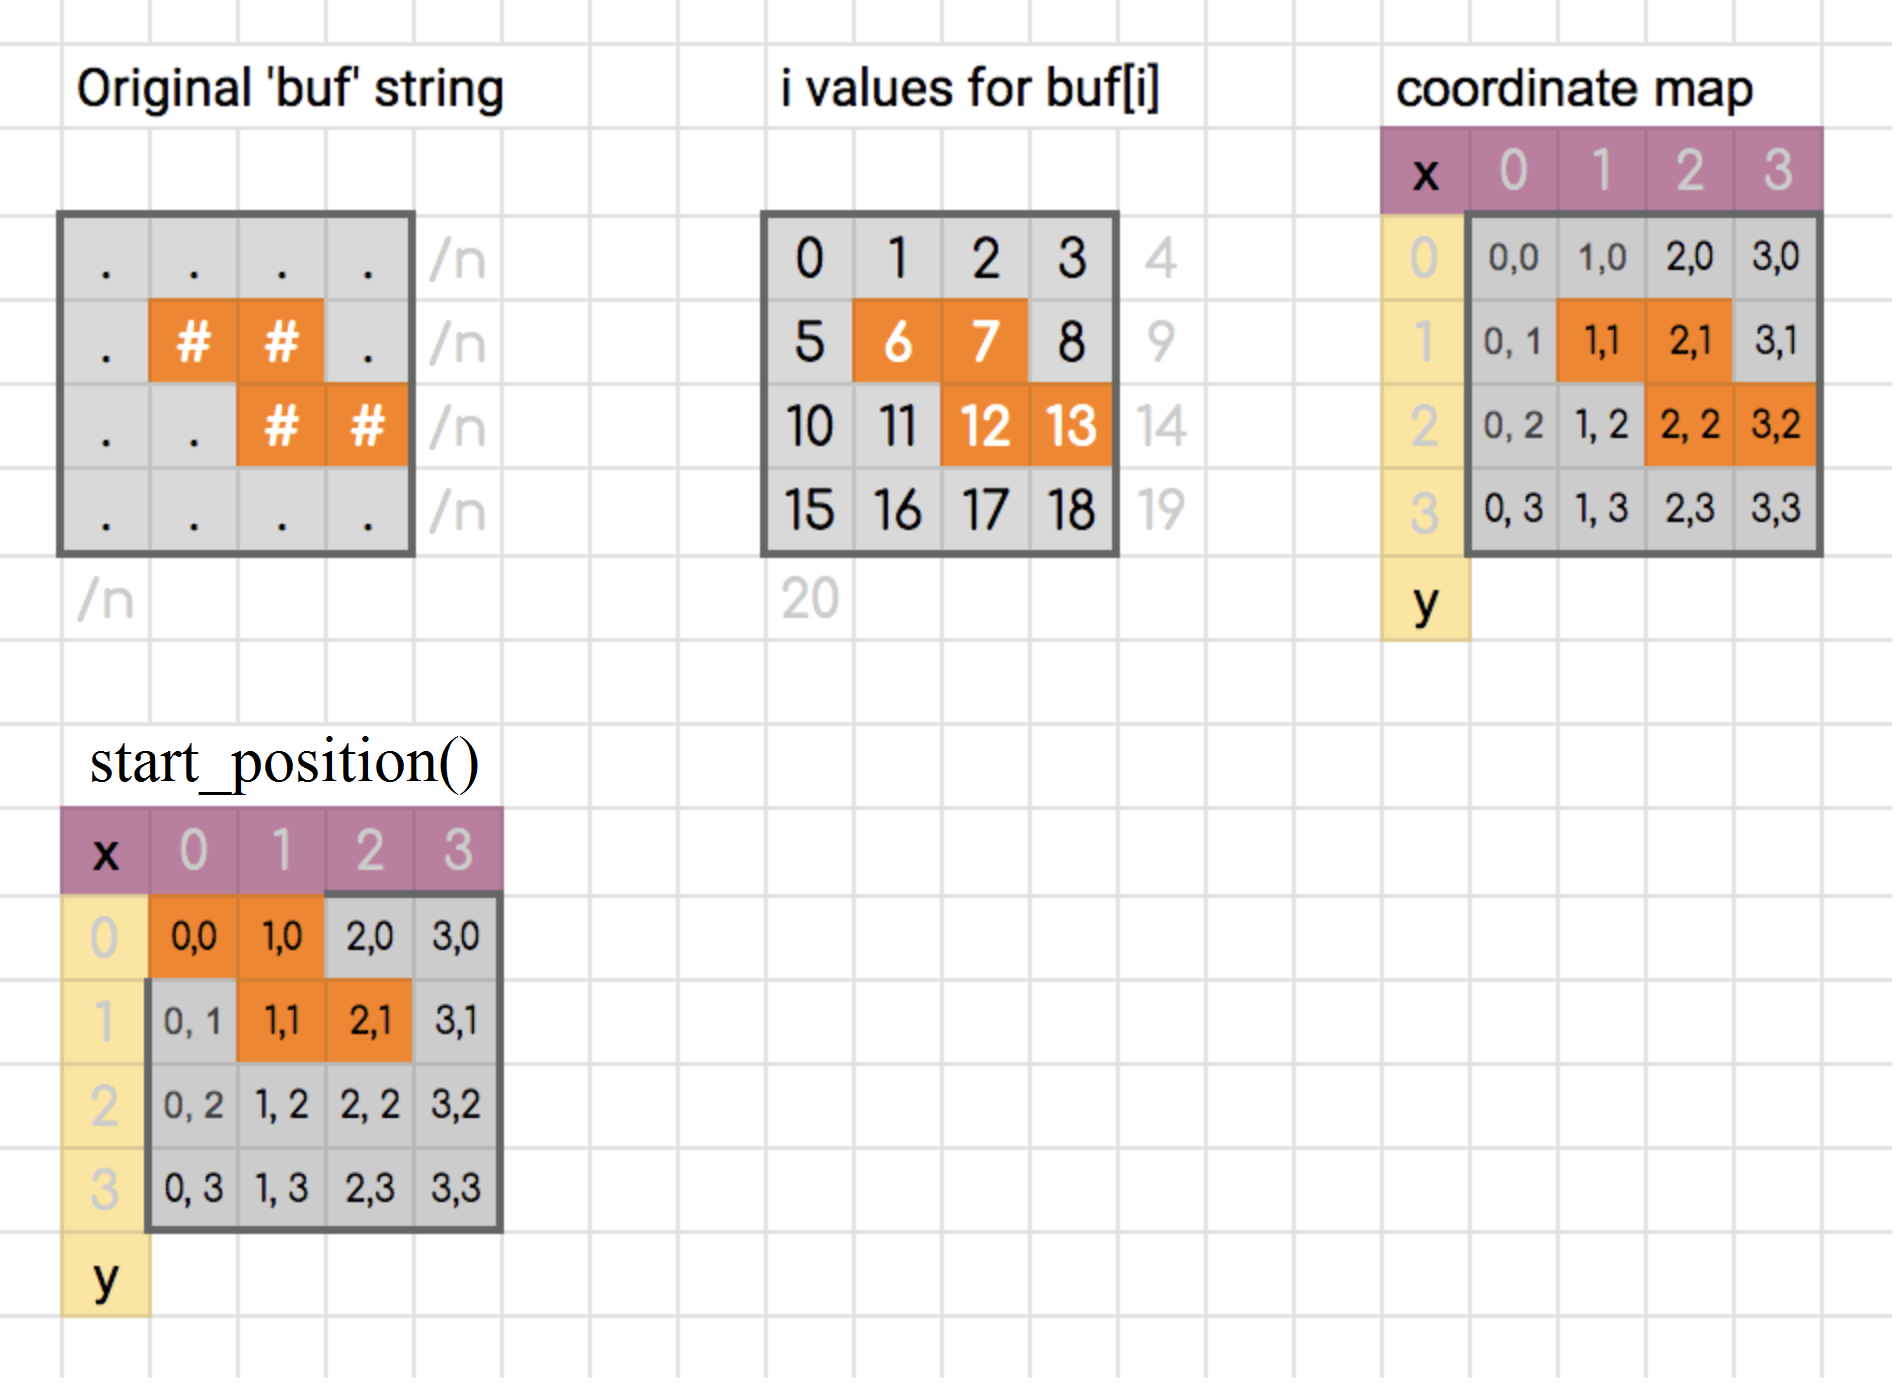 Original 'buf' string
i values for buf[i]
coordinate map
x 0 1 2 3
. . . . /n
0 1 2 3 4
0 0,0 1,0 2,0 3,0
. # # . /n
5 6 7 8 9
1 0, 1 1,1 2,1 3,1
. . # # /n
10 11 12 13 14
2 0, 2 1, 2 2, 2 3,2
. . . . /n
15 16 17 18 19
3 0, 3 1, 3 2,3 3,3
/n
20
y
start_position()
x 0 1 2 3
0 0,0 1,0 2,0 3,0
1 0, 1 1,1 2,1 3,1
2 0, 2 1, 2 2, 2 3,2
3 0, 3 1, 3 2,3 3,3
y